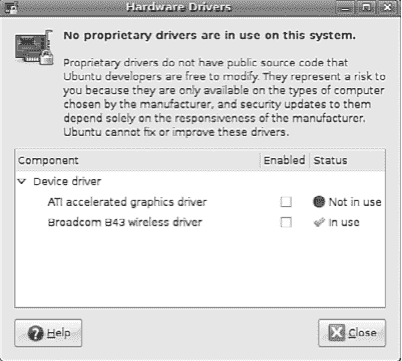 Hardware Drivers
No proprietary drivers are in use on this system.
Proprietary drivers do not have public source code that
Ubuntu developers are free to modify. They represent a risk to
you because they are only available on the types of computer
chosen by the manufacturer, and security updates to them
depend solely on the responsiveness of the manufacturer.
Ubuntu cannot fix or improve these drivers.
Component Enabled Status
Device driver
ATI accelerated graphics driver Not in use
Broadcom B43 wireless driver In use
Help Close